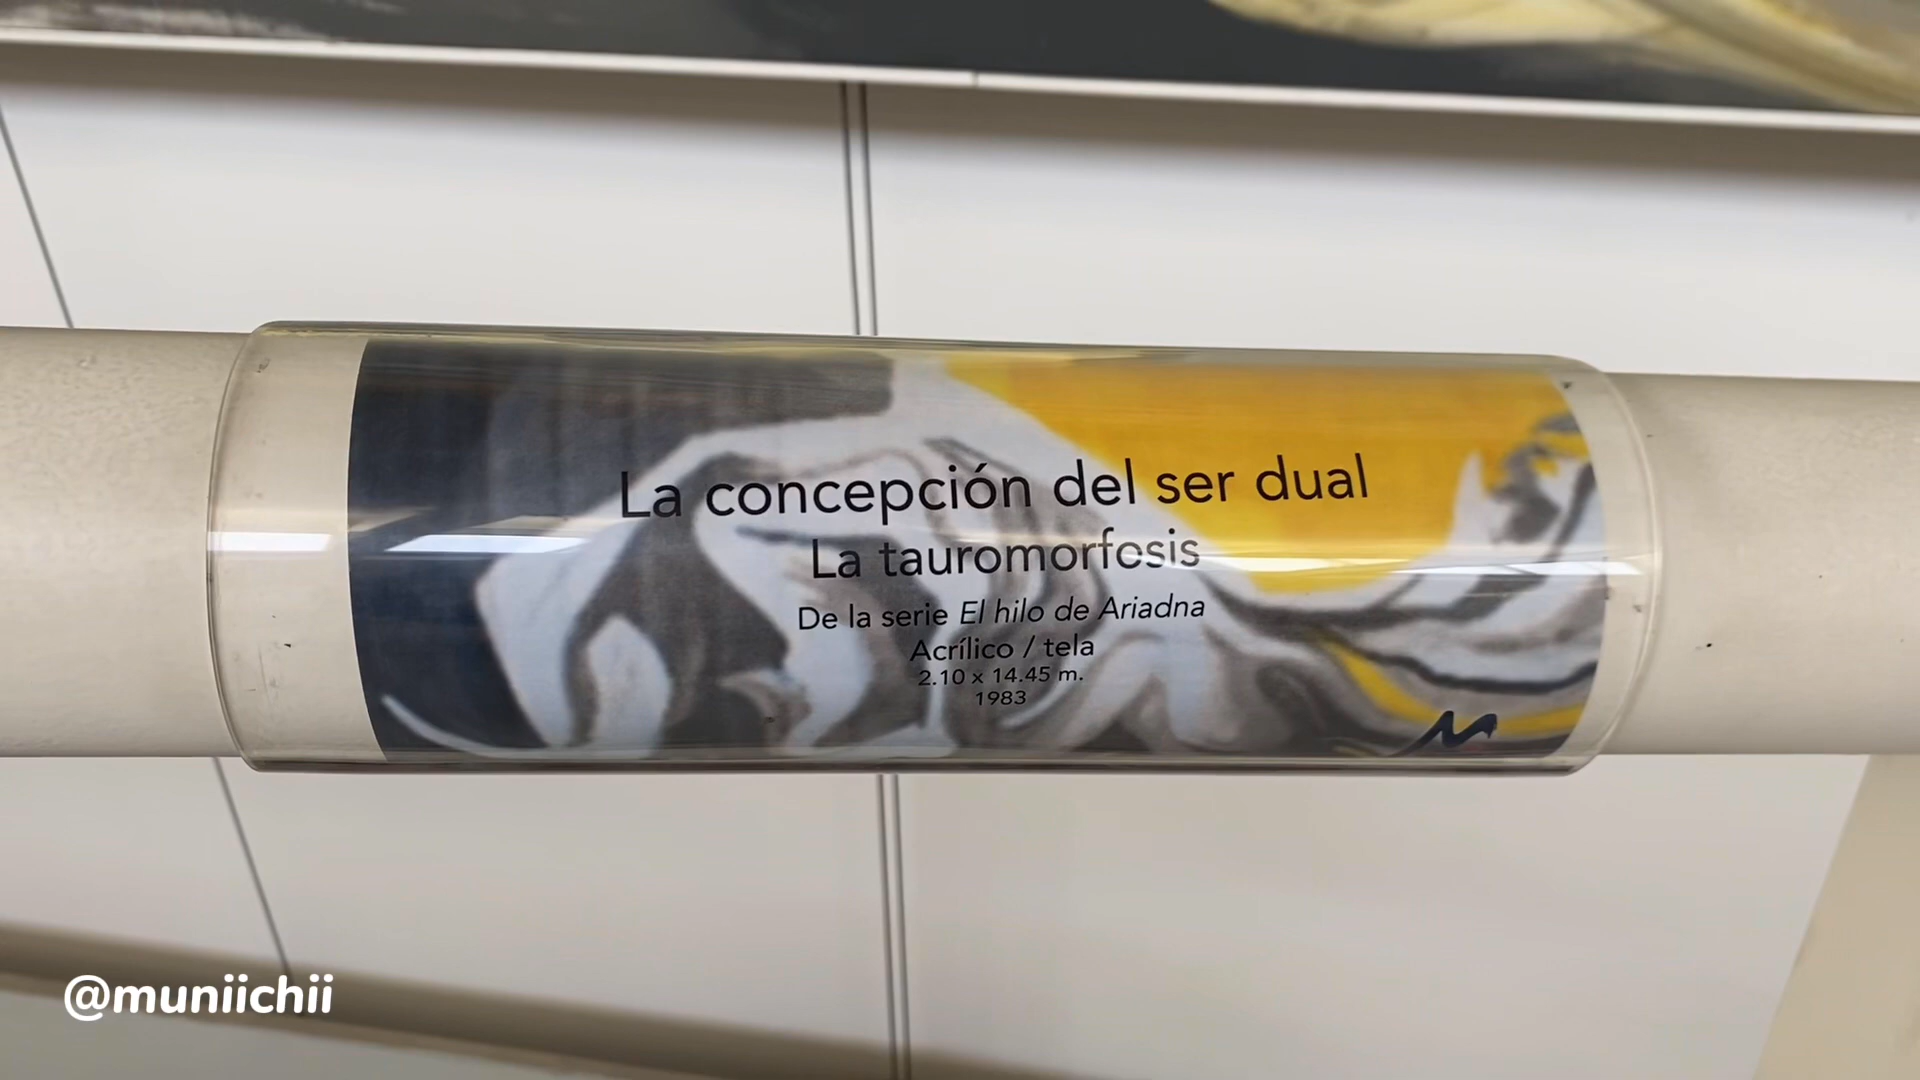 La concepción del ser dual
La tauromorfosis
De la serie El hilo de Ariadna
Acrílico / tela
2.10 x 14.45 m.
1983
@muniichii